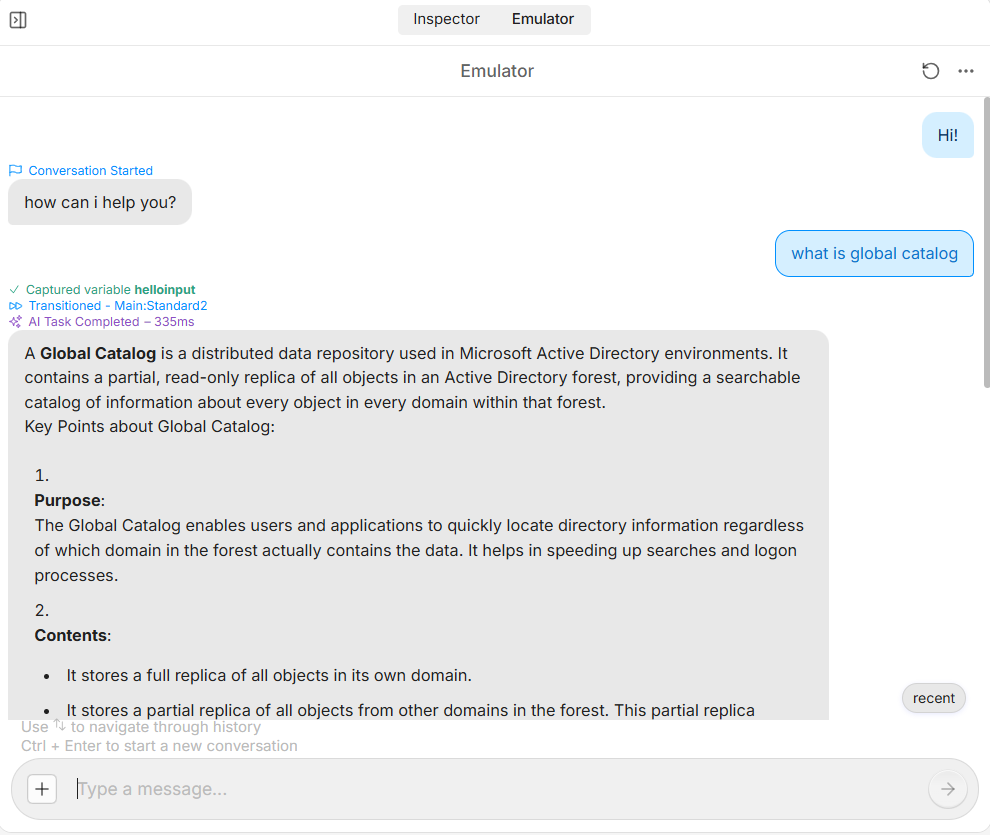 Inspector Emulator
Emulator
Hi!
Conversation Started
how can i help you?
what is global catalog
Captured variable helloinput
Transitioned - Main:Standard2
AI Task Completed – 335ms
A Global Catalog is a distributed data repository used in Microsoft Active Directory environments. It
contains a partial, read-only replica of all objects in an Active Directory forest, providing a searchable
catalog of information about every object in every domain within that forest.
Key Points about Global Catalog:
1.
Purpose:
The Global Catalog enables users and applications to quickly locate directory information regardless
of which domain in the forest actually contains the data. It helps in speeding up searches and logon
processes.
2.
Contents:
• It stores a full replica of all objects in its own domain.
• It stores a partial replica of all objects from other domains in the forest. This partial replica
recent
Use ↑↓ to navigate through history
Ctrl + Enter to start a new conversation
Type a message...